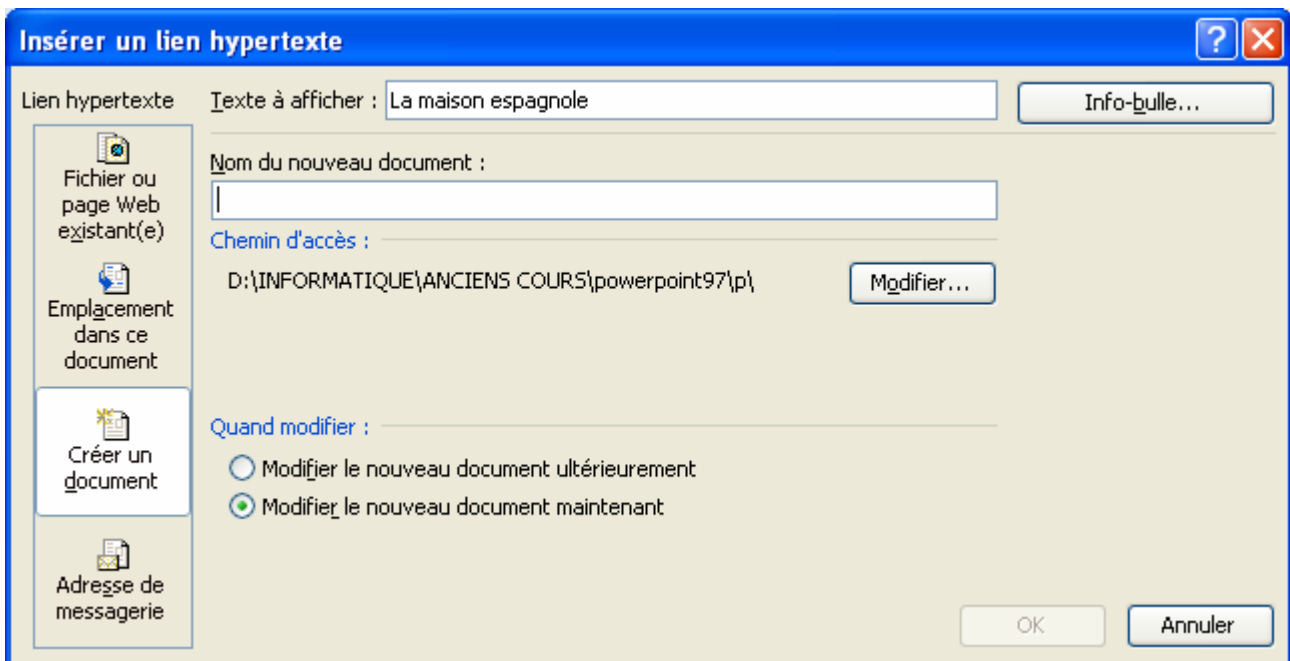 Insérer un lien hypertexte
?
Lien hypertexte
Texte à afficher : La maison espagnole
Info-bulle...
Fichier ou
page Web
existant(e)
Emplacement
dans ce
document
Créer un
document
Adresse de
messagerie
Nom du nouveau document :
Chemin d'accès :
D:\INFORMATIQUE\ANCIENS COURS\powerpoint97\p\
Modifier...
Quand modifier :
Modifier le nouveau document ultérieurement
Modifier le nouveau document maintenant
OK
Annuler